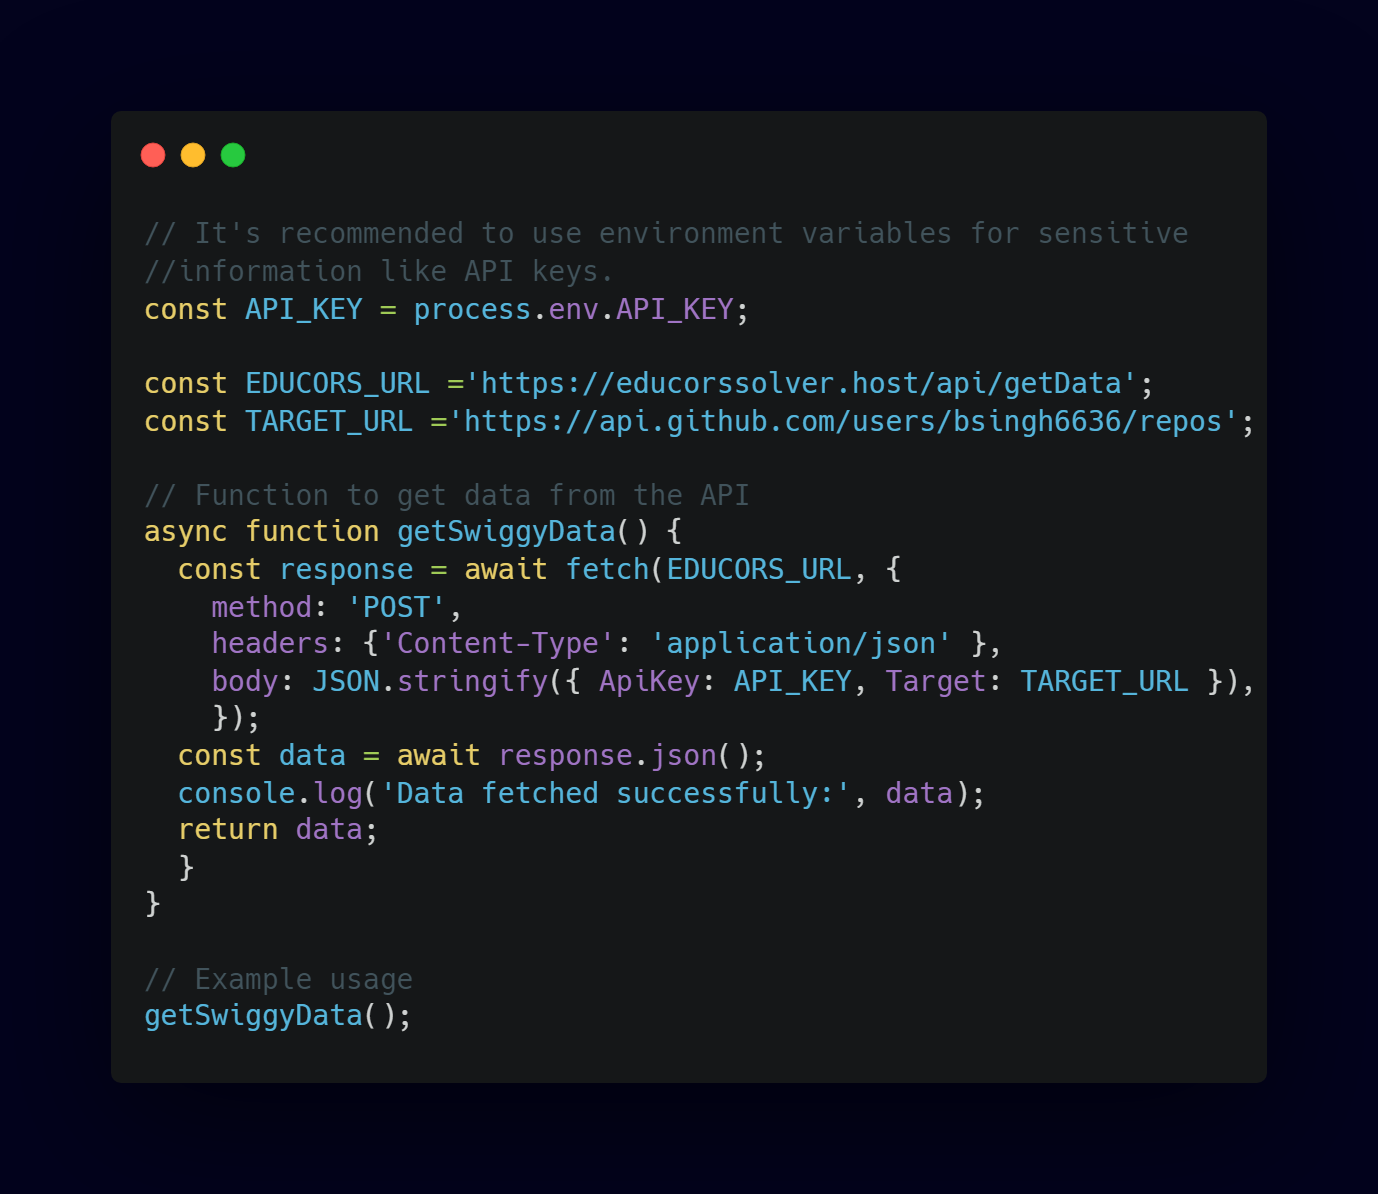 // It's recommended to use environment variables for sensitive
//information like API keys.
const API_KEY = process.env.API_KEY;

const EDUCORS_URL ='https://educorssolver.host/api/getData';
const TARGET_URL ='https://api.github.com/users/bsingh6636/repos';

// Function to get data from the API
async function getSwiggyData() {
  const response = await fetch(EDUCORS_URL, {
    method: 'POST',
    headers: {'Content-Type': 'application/json' },
    body: JSON.stringify({ ApiKey: API_KEY, Target: TARGET_URL }),
    });
  const data = await response.json();
  console.log('Data fetched successfully:', data);
  return data;
  }
}

// Example usage
getSwiggyData();